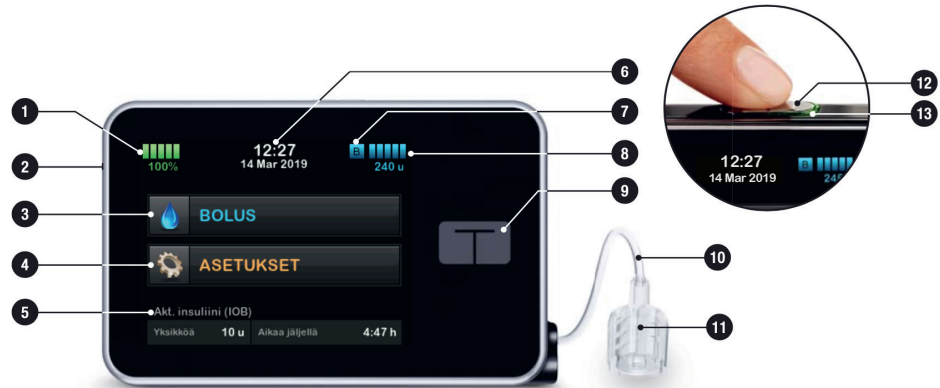 1
2
3
4
5
6
7
8
9
10
11
12
13
100%
12:27
14 Mar 2019
B
240 u
BOLUS
ASETUKSET
Akt. insuliini (IOB)
Yksikköä 10 u Aikaa jäljellä 4:47 h
12:27
14 Mar 2019
B